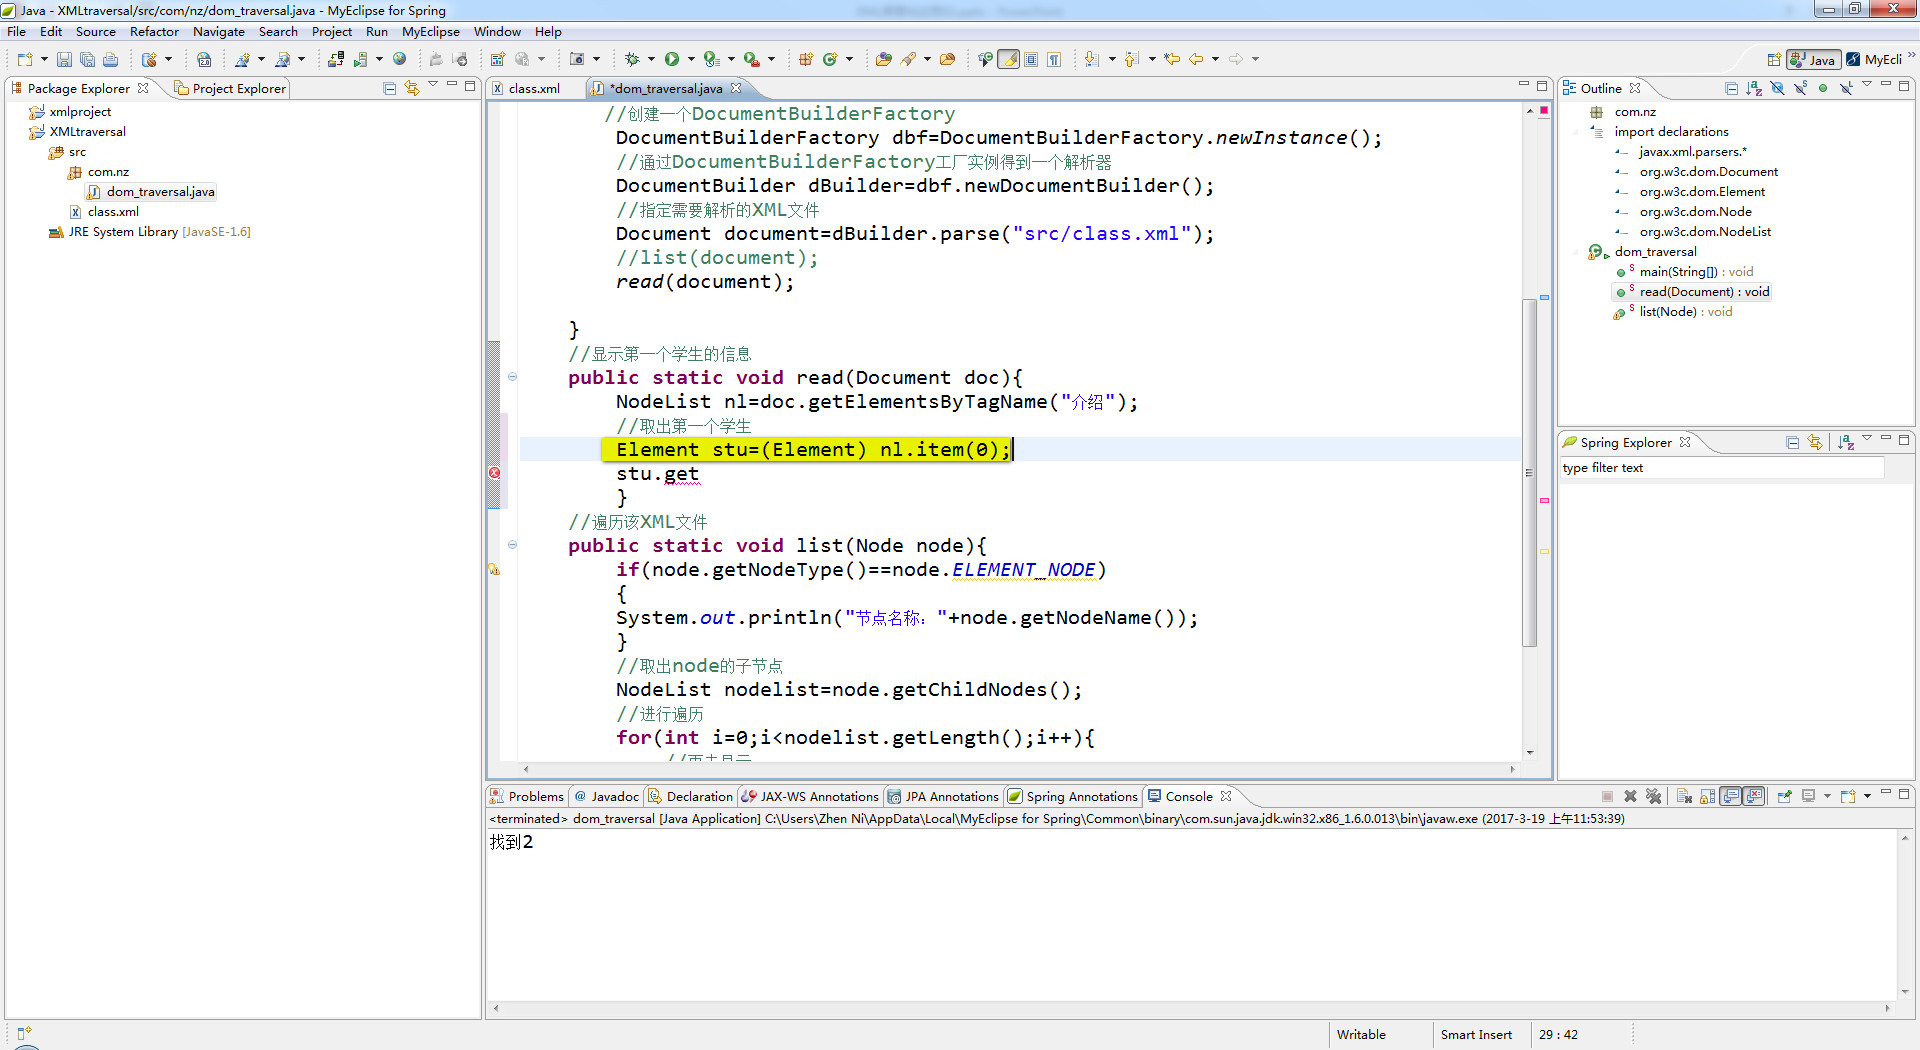 Java - XMLtraversal/src/com/nz/dom_traversal.java - MyEclipse for Spring
File Edit Source Refactor Navigate Search Project Run MyEclipse Window Help
Java MyEcli
Package Explorer Project Explorer
xmlproject
XMLtraversal
src
com.nz
dom_traversal.java
class.xml
JRE System Library [JavaSE-1.6]
class.xml *dom_traversal.java
//创建一个DocumentBuilderFactory
DocumentBuilderFactory dbf=DocumentBuilderFactory.newInstance();
//通过DocumentBuilderFactory工厂实例得到一个解析器
DocumentBuilder dBuilder=dbf.newDocumentBuilder();
//指定需要解析的XML文件
Document document=dBuilder.parse("src/class.xml");
//list(document);
read(document);
}
//显示第一个学生的信息
public static void read(Document doc){
NodeList nl=doc.getElementsByTagName("介绍");
//取出第一个学生
Element stu=(Element) nl.item(0);
stu.get
}
//遍历该XML文件
public static void list(Node node){
if(node.getNodeType()==node.ELEMENT_NODE)
{
System.out.println("节点名称："+node.getNodeName());
}
//取出node的子节点
NodeList nodelist=node.getChildNodes();
//进行遍历
for(int i=0;i<nodelist.getLength();i++){
Outline
com.nz
import declarations
javax.xml.parsers.*
org.w3c.dom.Document
org.w3c.dom.Element
org.w3c.dom.Node
org.w3c.dom.NodeList
dom_traversal
main(String[]) : void
read(Document) : void
list(Node) : void
Spring Explorer
type filter text
Problems @ Javadoc Declaration JAX-WS Annotations JPA Annotations Spring Annotations Console
<terminated> dom_traversal [Java Application] C:\Users\Zhen Ni\AppData\Local\MyEclipse for Spring\Common\binary\com.sun.java.jdk.win32.x86_1.6.0.013\bin\javaw.exe (2017-3-19 上午11:53:39)
找到2
Writable Smart Insert 29 : 42